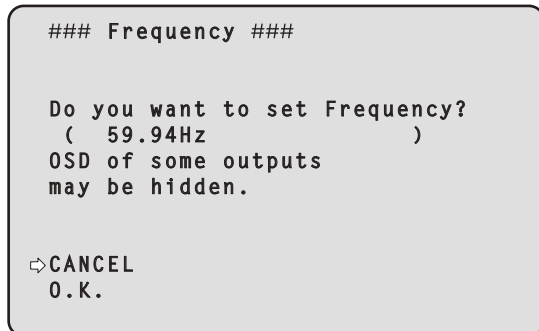 ### Frequency ###
Do you want to set Frequency?
( 59.94Hz )
OSD of some outputs
may be hidden.
⇨CANCEL
O.K.